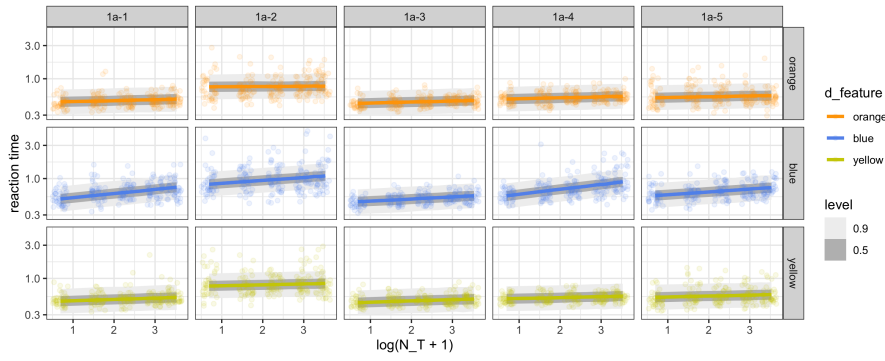 1a-1 1a-2 1a-3 1a-4 1a-5
3.0
1.0
0.3
orange
3.0
1.0
0.3
blue
3.0
1.0
0.3
yellow
reaction time
1 2 3 1 2 3 1 2 3 1 2 3 1 2 3
log(N_T + 1)
d_feature
orange
blue
yellow
level
0.9
0.5